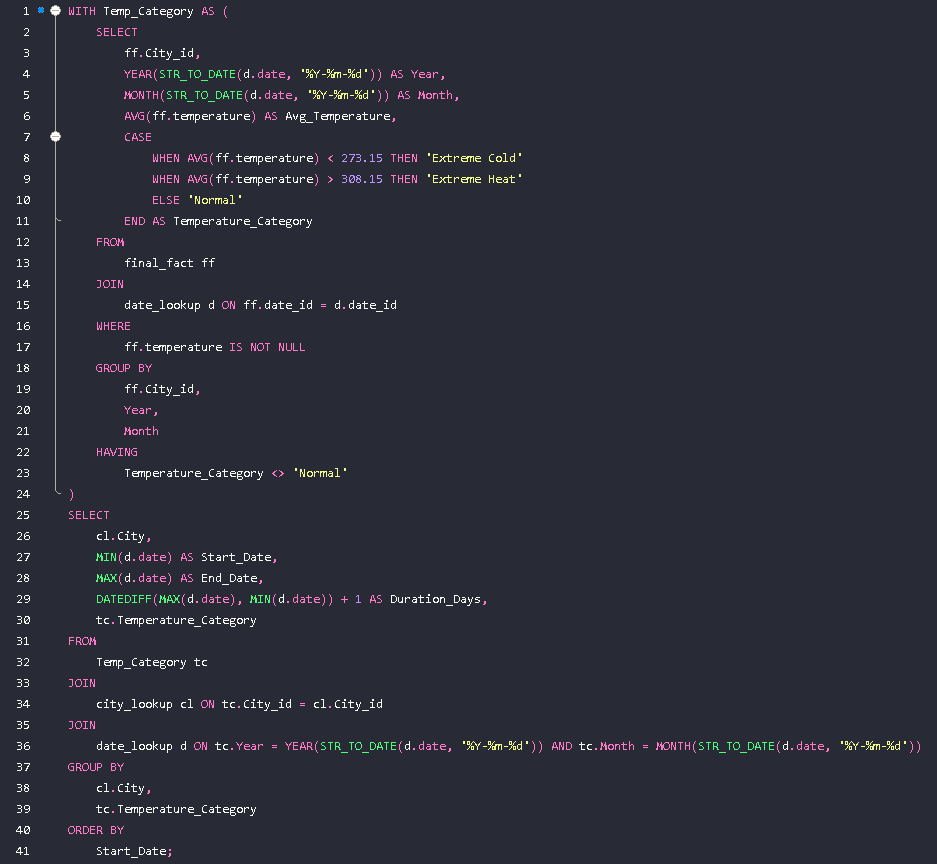 1 WITH Temp_Category AS (
2 SELECT
3 ff.City_id,
4 YEAR(STR_TO_DATE(d.date, '%Y-%m-%d')) AS Year,
5 MONTH(STR_TO_DATE(d.date, '%Y-%m-%d')) AS Month,
6 AVG(ff.temperature) AS Avg_Temperature,
7 CASE
8 WHEN AVG(ff.temperature) < 273.15 THEN 'Extreme Cold'
9 WHEN AVG(ff.temperature) > 308.15 THEN 'Extreme Heat'
10 ELSE 'Normal'
11 END AS Temperature_Category
12 FROM
13 final_fact ff
14 JOIN
15 date_lookup d ON ff.date_id = d.date_id
16 WHERE
17 ff.temperature IS NOT NULL
18 GROUP BY
19 ff.City_id,
20 Year,
21 Month
22 HAVING
23 Temperature_Category <> 'Normal'
24 )
25 SELECT
26 cl.City,
27 MIN(d.date) AS Start_Date,
28 MAX(d.date) AS End_Date,
29 DATEDIFF(MAX(d.date), MIN(d.date)) + 1 AS Duration_Days,
30 tc.Temperature_Category
31 FROM
32 Temp_Category tc
33 JOIN
34 city_lookup cl ON tc.City_id = cl.City_id
35 JOIN
36 date_lookup d ON tc.Year = YEAR(STR_TO_DATE(d.date, '%Y-%m-%d')) AND tc.Month = MONTH(STR_TO_DATE(d.date, '%Y-%m-%d'))
37 GROUP BY
38 cl.City,
39 tc.Temperature_Category
40 ORDER BY
41 Start_Date;